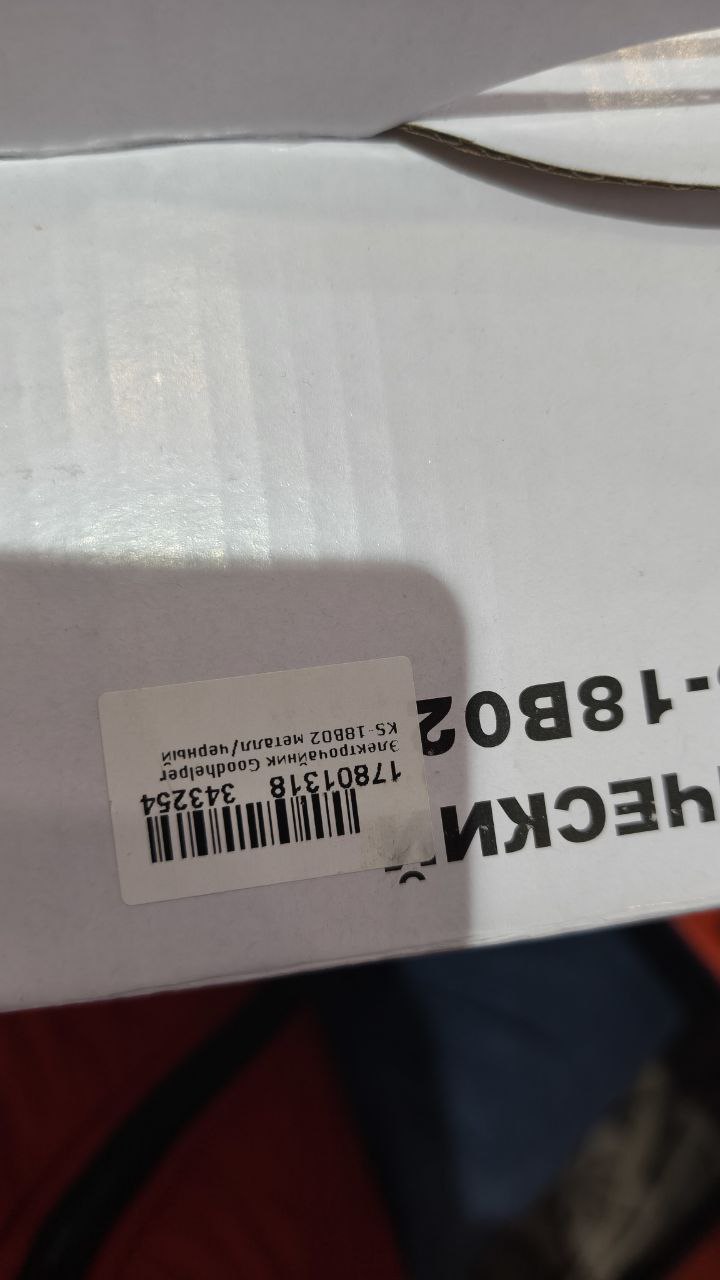 ЧЕСКИЙ
-18B02
17801318 343254
Электрочайник Goodhelper
KS-18B02 металл/черный